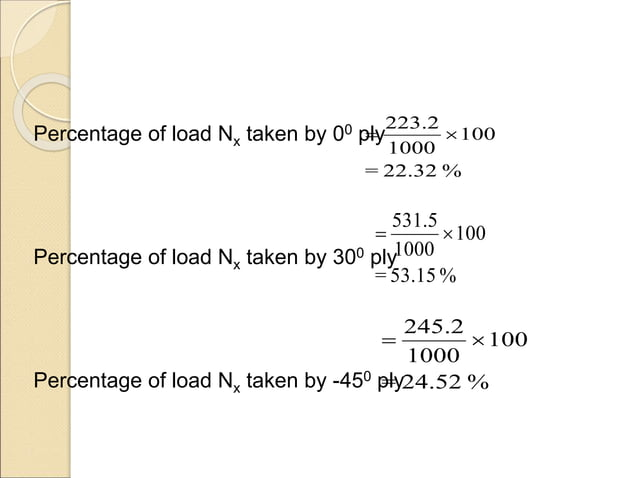 Percentage of load Nₓ taken by 0⁰ ply = 223.2/1000 × 100
= 22.32 %
Percentage of load Nₓ taken by 30⁰ ply = 531.5/1000 × 100
= 53.15 %
Percentage of load Nₓ taken by -45⁰ ply = 245.2/1000 × 100
= 24.52 %